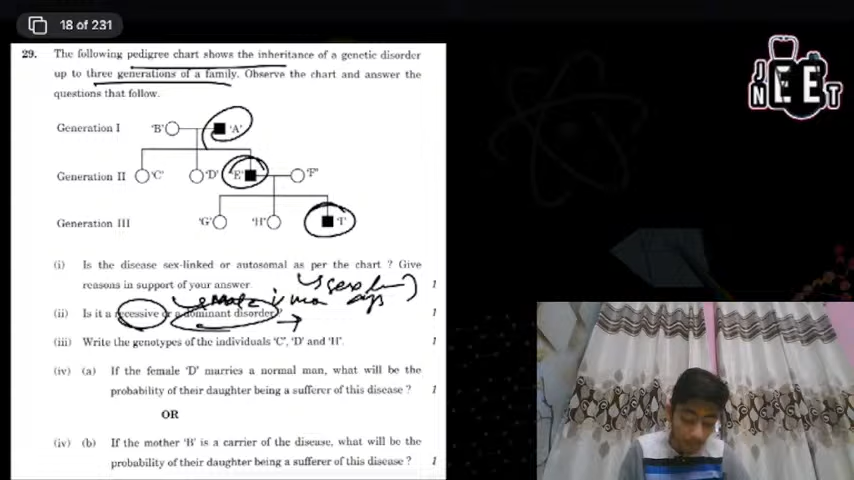 18 of 231
29. The following pedigree chart shows the inheritance of a genetic disorder
up to three generations of a family. Observe the chart and answer the
questions that follow.
JN EE T
Generation I 'B' 'A'
Generation II 'C' 'D' 'E' 'F'
Generation III 'G' 'H' 'I'
(i) Is the disease sex-linked or autosomal as per the chart ? Give
reasons in support of your answer. 1
(ii) Is it a recessive or a dominant disorder ? 1
(iii) Write the genotypes of the individuals 'C', 'D' and 'H'. 1
(iv) (a) If the female 'D' marries a normal man, what will be the
probability of their daughter being a sufferer of this disease ? 1
OR
(iv) (b) If the mother 'B' is a carrier of the disease, what will be the
probability of their daughter being a sufferer of this disease ? 1